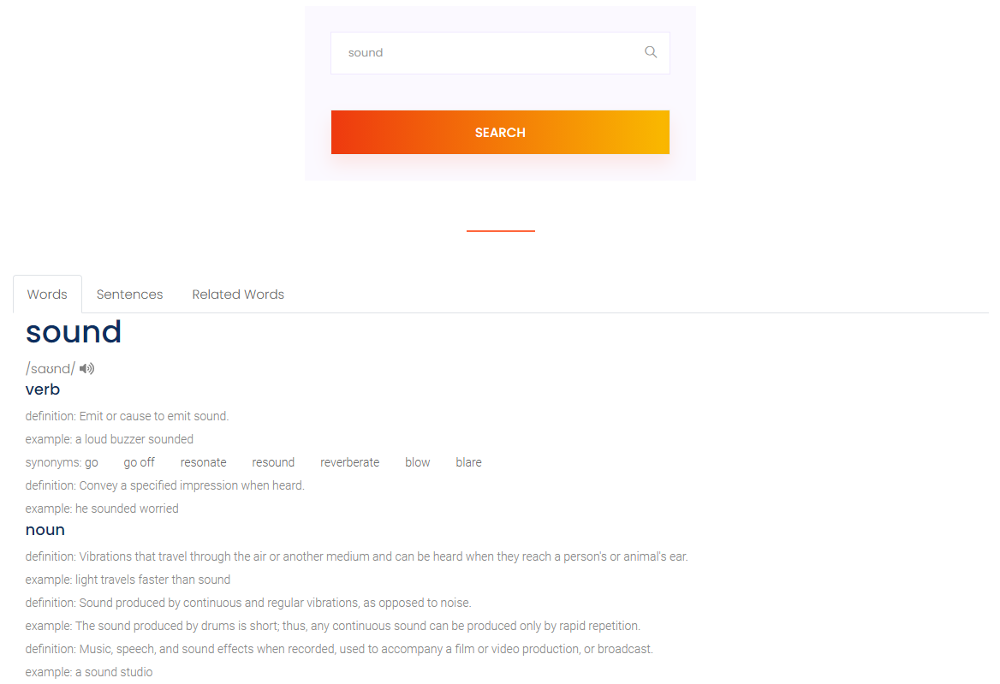 sound
SEARCH
Words Sentences Related Words
sound
/saʊnd/
verb
definition: Emit or cause to emit sound.
example: a loud buzzer sounded
synonyms: go go off resonate resound reverberate blow blare
definition: Convey a specified impression when heard.
example: he sounded worried
noun
definition: Vibrations that travel through the air or another medium and can be heard when they reach a person's or animal's ear.
example: light travels faster than sound
definition: Sound produced by continuous and regular vibrations, as opposed to noise.
example: The sound produced by drums is short; thus, any continuous sound can be produced only by rapid repetition.
definition: Music, speech, and sound effects when recorded, used to accompany a film or video production, or broadcast.
example: a sound studio